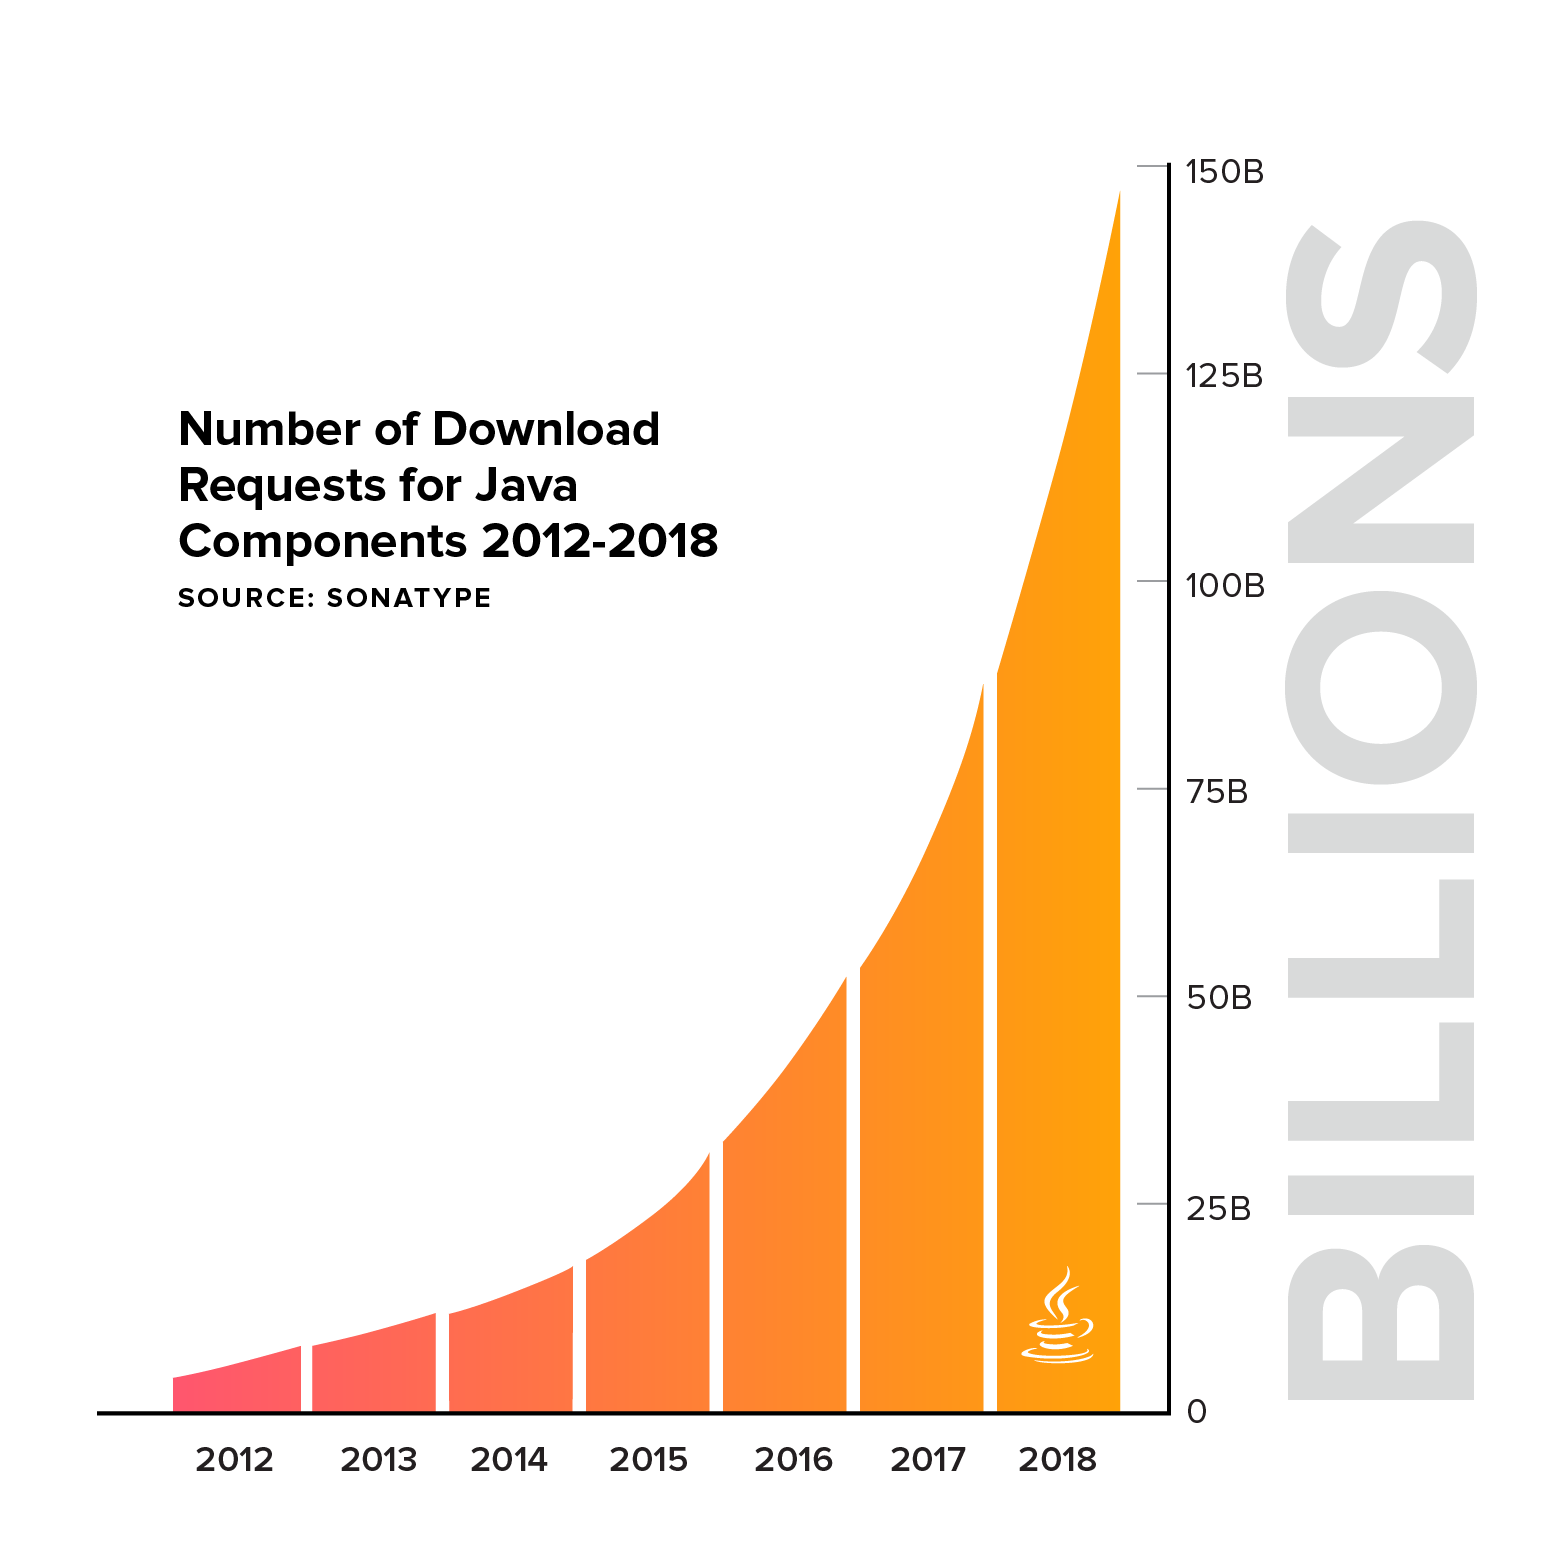 Number of Download
Requests for Java
Components 2012-2018
SOURCE: SONATYPE
150B
125B
100B
75B
50B
25B
0
BILLIONS
2012 2013 2014 2015 2016 2017 2018